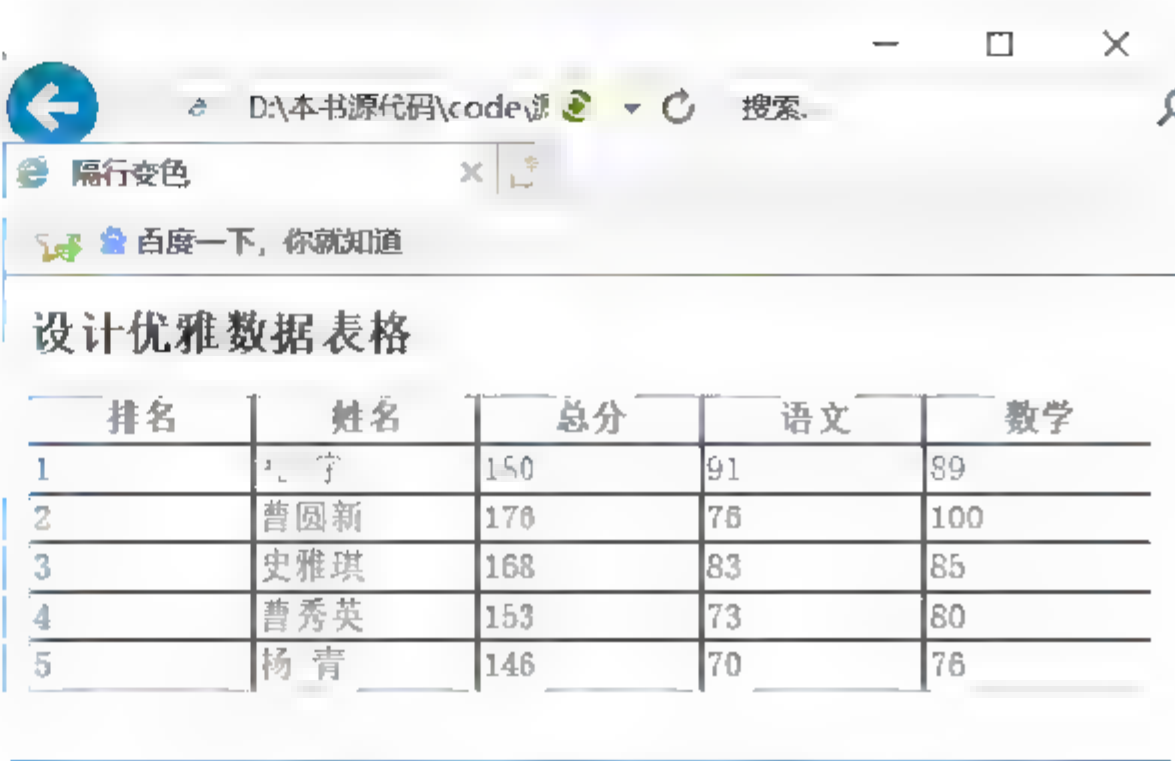 D:\本书源代码\code\源
搜索.
隔行变色
百度一下，你就知道
设计优雅数据表格
排名 姓名 总分 语文 数学
1 91 89
2 曹圆新 176 76 100
3 史雅琪 168 83 85
4 曹秀英 153 73 80
5 杨 青 146 70 76